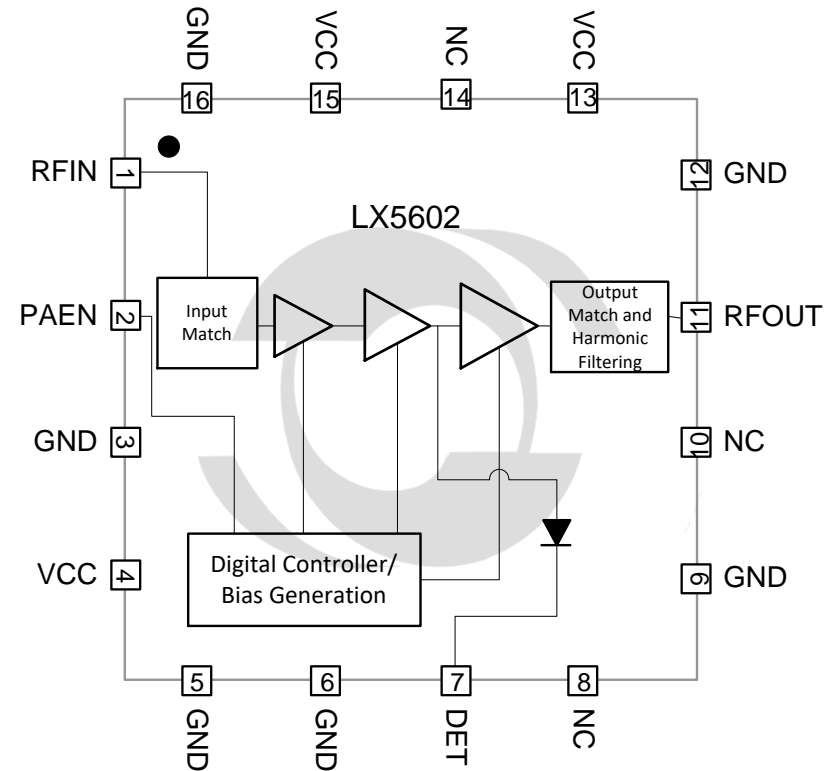 GND
VCC
NC
VCC
16
15
14
13
RFIN 1
12 GND
LX5602
PAEN 2
Input
Match
Output
Match and
Harmonic
Filtering
11 RFOUT
GND 3
10 NC
VCC 4
Digital Controller/
Bias Generation
9 GND
5
6
7
8
GND
GND
DET
NC